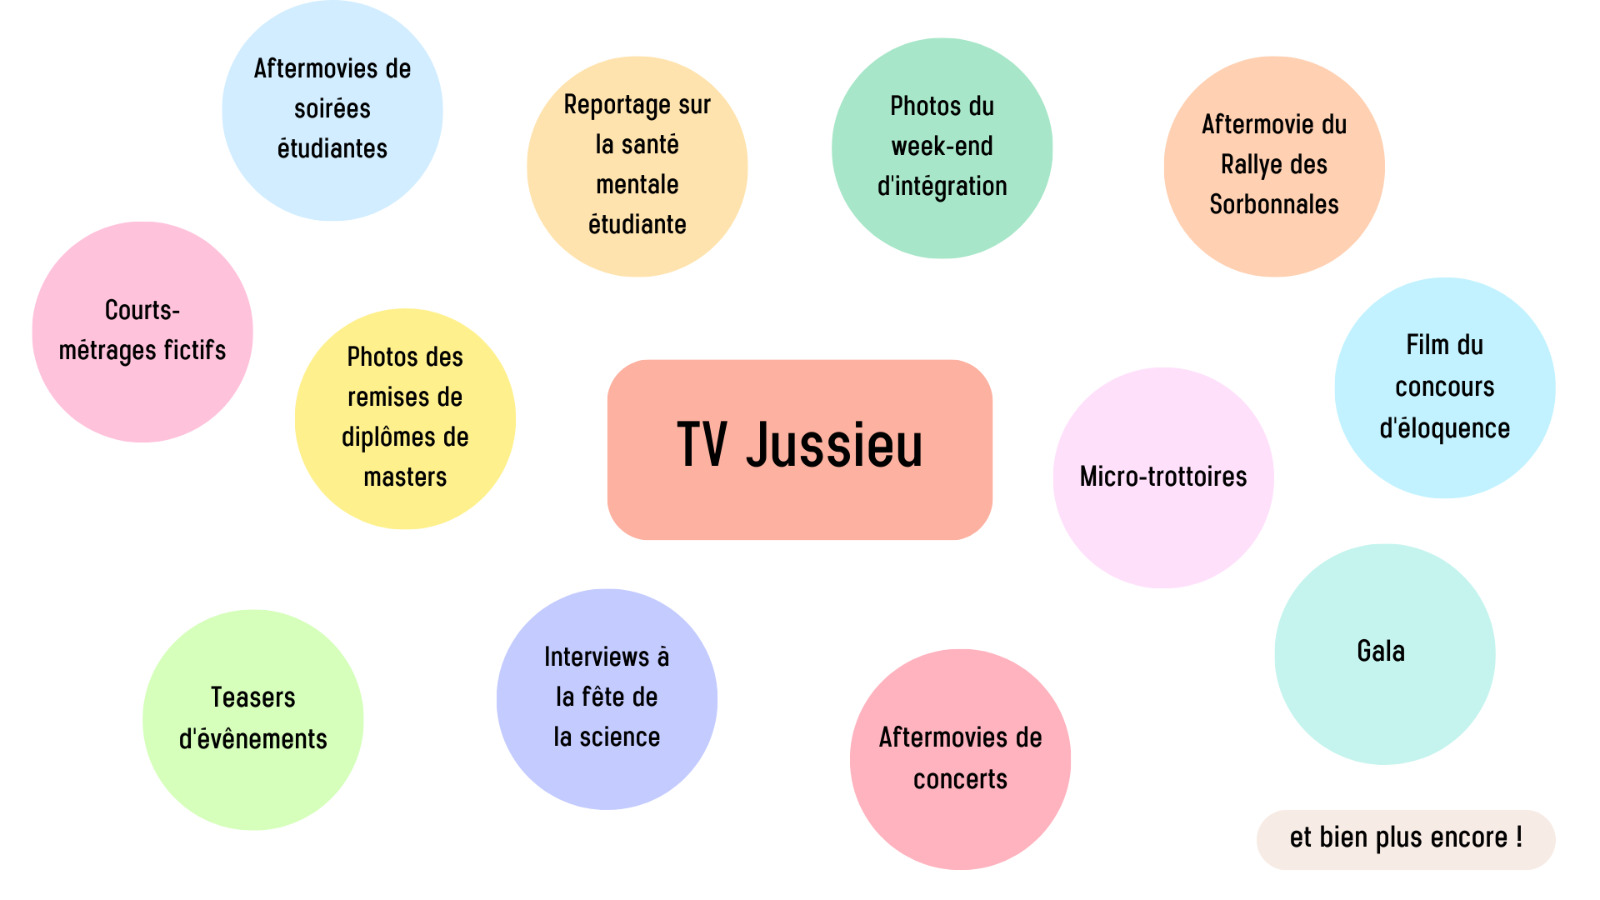 Aftermovies de
soirées
étudiantes
Reportage sur
la santé
mentale
étudiante
Photos du
week-end
d'intégration
Aftermovie du
Rallye des
Sorbonnales
Courts-
métrages fictifs
Photos des
remises de
diplômes de
masters
TV Jussieu
Micro-trottoires
Film du
concours
d'éloquence
Teasers
d'évênements
Interviews à
la fête de
la science
Aftermovies de
concerts
Gala
et bien plus encore !